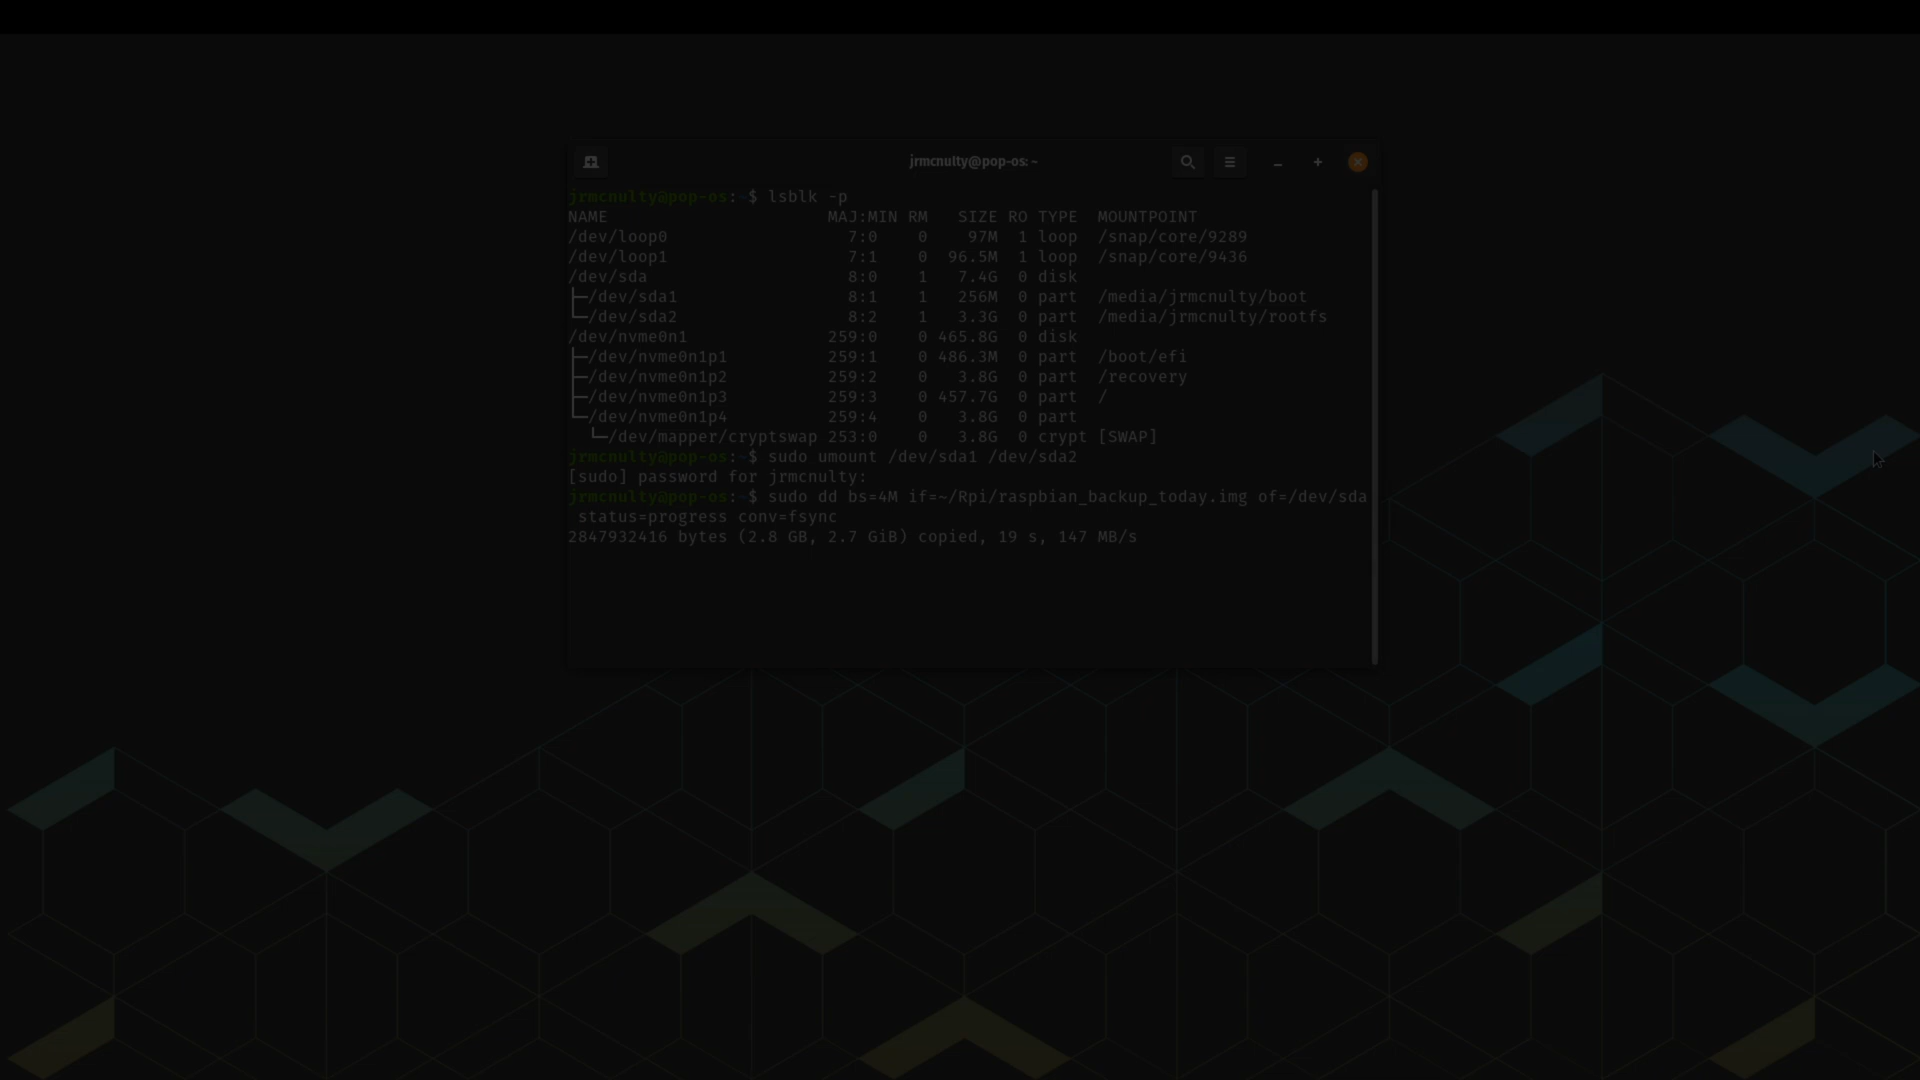 jrmcnulty@pop-os: ~
jrmcnulty@pop-os:~$ lsblk -p
NAME MAJ:MIN RM SIZE RO TYPE MOUNTPOINT
/dev/loop0 7:0 0 97M 1 loop /snap/core/9289
/dev/loop1 7:1 0 96.5M 1 loop /snap/core/9436
/dev/sda 8:0 1 7.4G 0 disk
├─/dev/sda1 8:1 1 256M 0 part /media/jrmcnulty/boot
└─/dev/sda2 8:2 1 3.3G 0 part /media/jrmcnulty/rootfs
/dev/nvme0n1 259:0 0 465.8G 0 disk
├─/dev/nvme0n1p1 259:1 0 486.3M 0 part /boot/efi
├─/dev/nvme0n1p2 259:2 0 3.8G 0 part /recovery
├─/dev/nvme0n1p3 259:3 0 457.7G 0 part /
└─/dev/nvme0n1p4 259:4 0 3.8G 0 part
└─/dev/mapper/cryptswap 253:0 0 3.8G 0 crypt [SWAP]
jrmcnulty@pop-os:~$ sudo umount /dev/sda1 /dev/sda2
[sudo] password for jrmcnulty:
jrmcnulty@pop-os:~$ sudo dd bs=4M if=~/Rpi/raspbian_backup_today.img of=/dev/sda
status=progress conv=fsync
2847932416 bytes (2.8 GB, 2.7 GiB) copied, 19 s, 147 MB/s